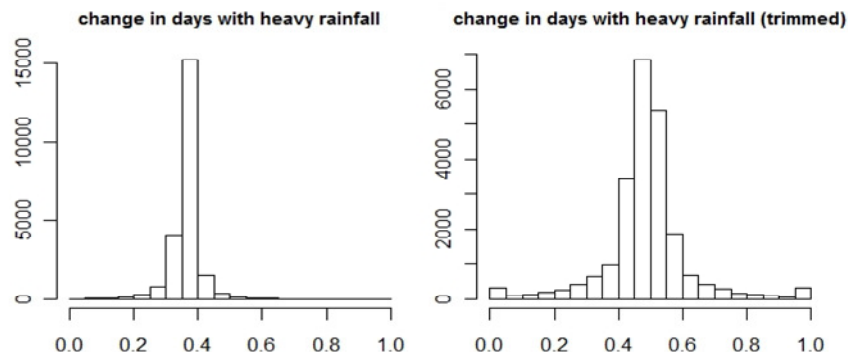 change in days with heavy rainfall
15000
10000
5000
0
0.0 0.2 0.4 0.6 0.8 1.0
change in days with heavy rainfall (trimmed)
6000
4000
2000
0
0.0 0.2 0.4 0.6 0.8 1.0